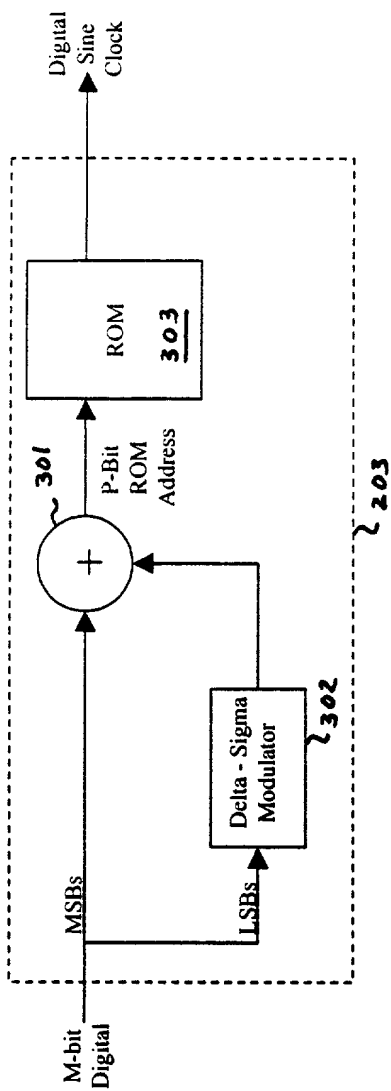 M-bit
Digital
MSBs
LSBs
Delta - Sigma
Modulator
302
301
+
P-Bit
ROM
Address
ROM
303
Digital
Sine
Clock
203